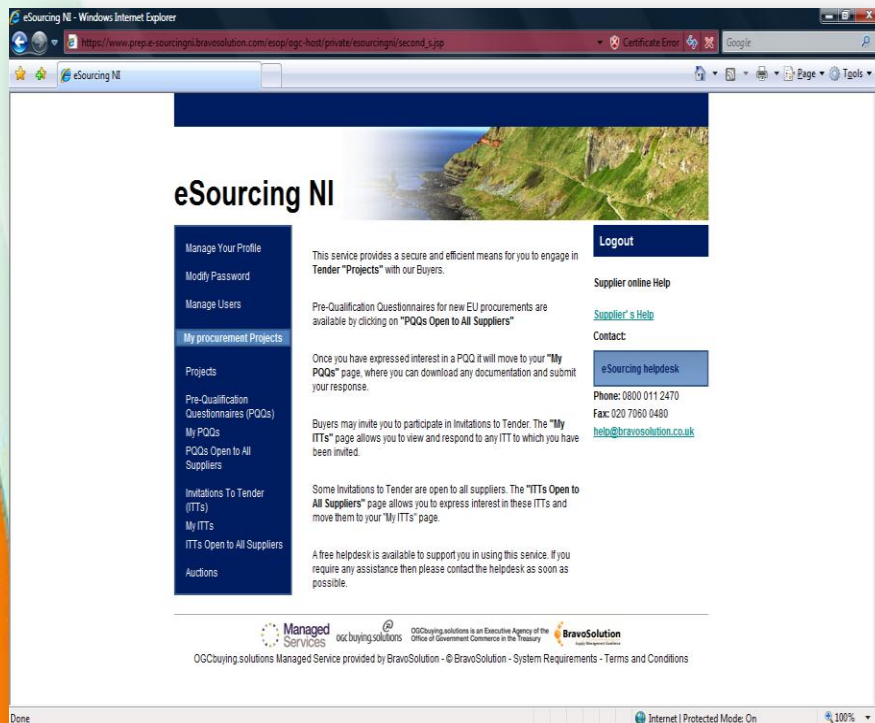 eSourcing NI - Windows Internet Explorer
https://www.prep.e-sourcingni.bravosolution.com/esop/ogc-host/private/esourcingni/second_s.jsp
Certificate Error
Google
eSourcing NI
Page
Tools
eSourcing NI
Manage Your Profile
Modify Password
Manage Users
My procurement Projects
Projects
Pre-Qualification
Questionnaires (PQQs)
My PQQs
PQQs Open to All
Suppliers
Invitations To Tender
(ITTs)
My ITTs
ITTs Open to All Suppliers
Auctions
This service provides a secure and efficient means for you to engage in
Tender "Projects" with our Buyers.
Pre-Qualification Questionnaires for new EU procurements are
available by clicking on "PQQs Open to All Suppliers"
Once you have expressed interest in a PQQ it will move to your "My
PQQs" page, where you can download any documentation and submit
your response.
Buyers may invite you to participate in Invitations to Tender. The "My
ITTs" page allows you to view and respond to any ITT to which you have
been invited.
Some Invitations to Tender are open to all suppliers. The "ITTs Open to
All Suppliers" page allows you to express interest in these ITTs and
move them to your "My ITTs" page.
A free helpdesk is available to support you in using this service. If you
require any assistance then please contact the helpdesk as soon as
possible.
Logout
Supplier online Help
Supplier's Help
Contact:
eSourcing helpdesk
Phone: 0800 011 2470
Fax: 020 7060 0480
help@bravosolution.co.uk
Managed
Services
ogc buying.solutions
OGCbuying.solutions is an Executive Agency of the
Office of Government Commerce in the Treasury
BravoSolution
OGCbuying.solutions Managed Service provided by BravoSolution - © BravoSolution - System Requirements - Terms and Conditions
Done
Internet | Protected Mode: On
100%